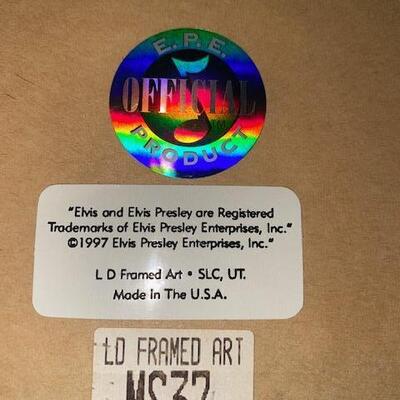 E.P.E.
OFFICIAL
TM
PRODUCT
"Elvis and Elvis Presley are Registered
Trademarks of Elvis Presley Enterprises, Inc."
©1997 Elvis Presley Enterprises, Inc."
L D Framed Art • SLC, UT.
Made in The U.S.A.
LD FRAMED ART
MS37